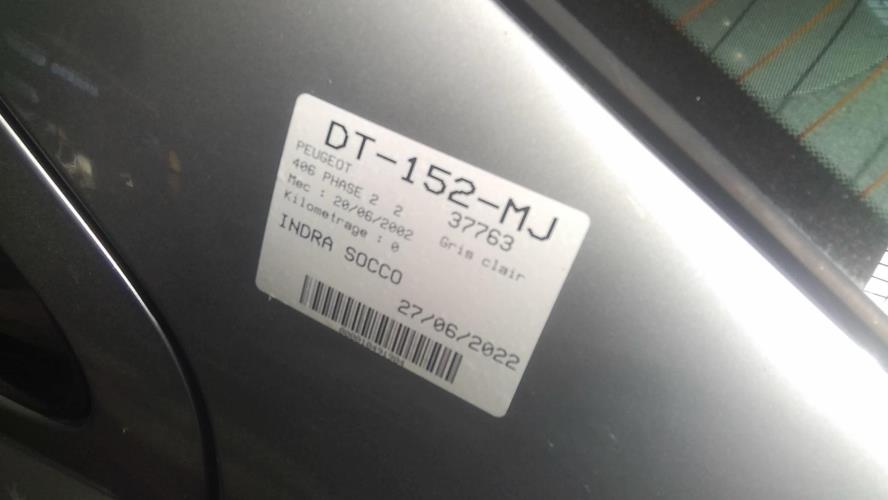 DT-152-MJ
PEUGEOT 37763
406 PHASE 2 2 Gris clair
Mec : 20/06/2002
Kilometrage : 0
INDRA SOCCO
27/06/2022